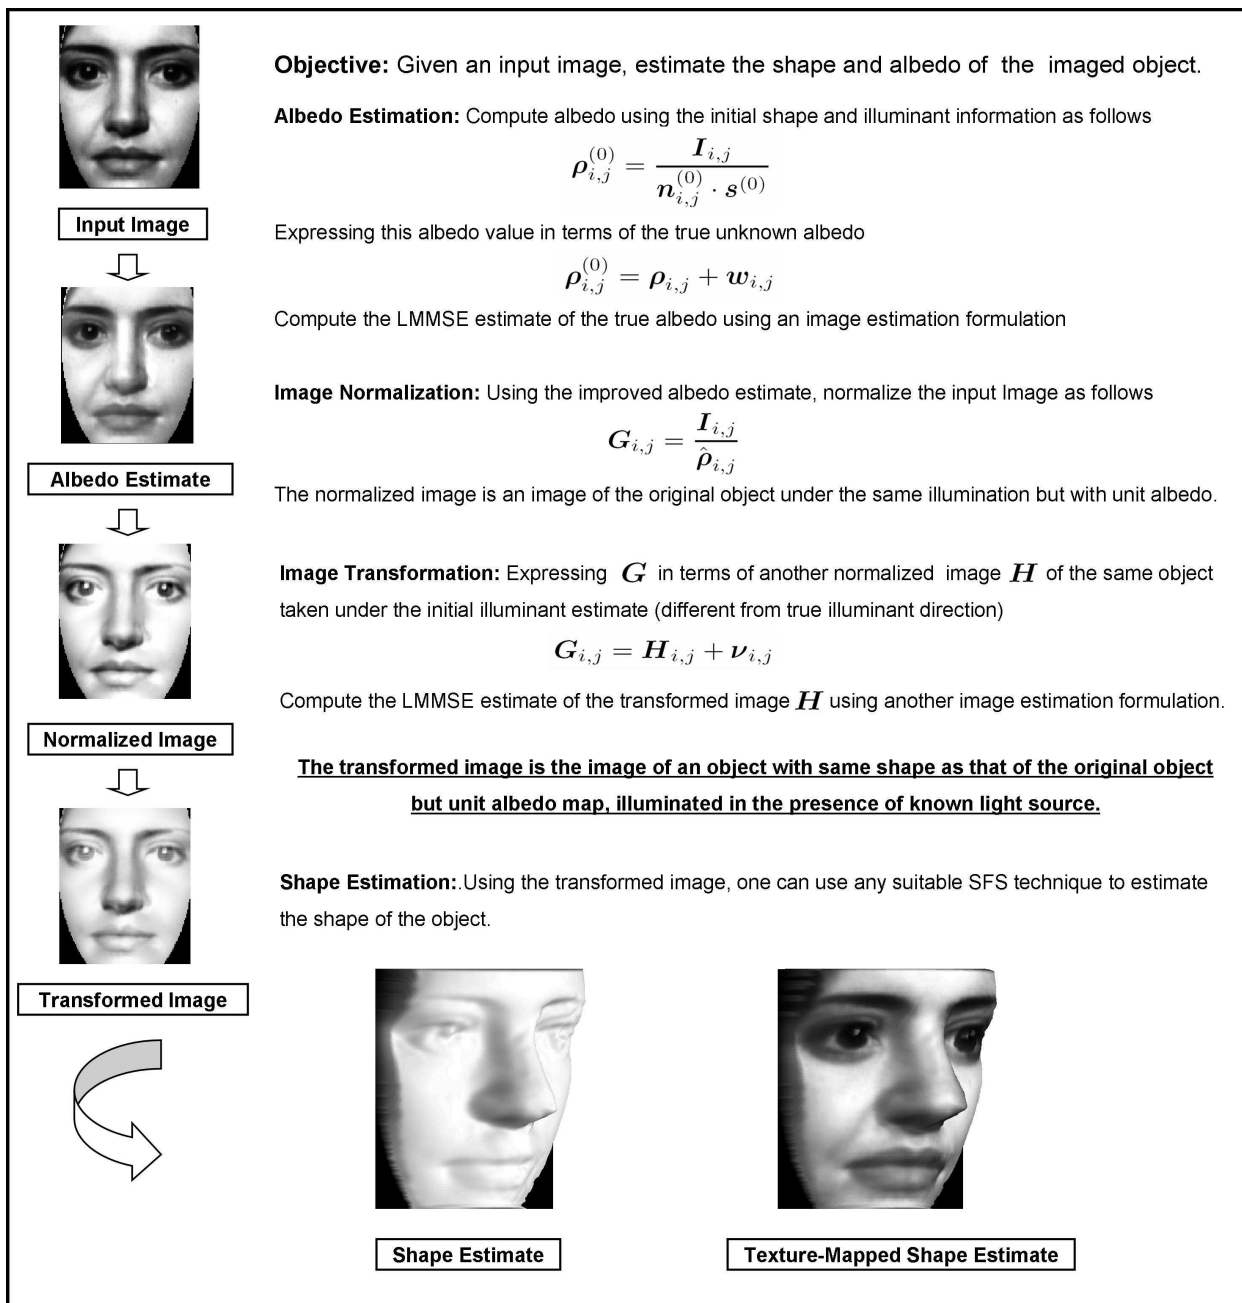 Objective: Given an input image, estimate the shape and albedo of the imaged object.
Albedo Estimation: Compute albedo using the initial shape and illuminant information as follows
ρ_{i,j}^{(0)} = I_{i,j} / (n_{i,j}^{(0)} · s^{(0)})
Input Image
Expressing this albedo value in terms of the true unknown albedo
ρ_{i,j}^{(0)} = ρ_{i,j} + w_{i,j}
Compute the LMMSE estimate of the true albedo using an image estimation formulation
Image Normalization: Using the improved albedo estimate, normalize the input Image as follows
G_{i,j} = I_{i,j} / ρ̂_{i,j}
Albedo Estimate
The normalized image is an image of the original object under the same illumination but with unit albedo.
Image Transformation: Expressing G in terms of another normalized image H of the same object
taken under the initial illuminant estimate (different from true illuminant direction)
G_{i,j} = H_{i,j} + ν_{i,j}
Compute the LMMSE estimate of the transformed image H using another image estimation formulation.
Normalized Image
The transformed image is the image of an object with same shape as that of the original object
but unit albedo map, illuminated in the presence of known light source.
Shape Estimation:.Using the transformed image, one can use any suitable SFS technique to estimate
the shape of the object.
Transformed Image
Shape Estimate
Texture-Mapped Shape Estimate